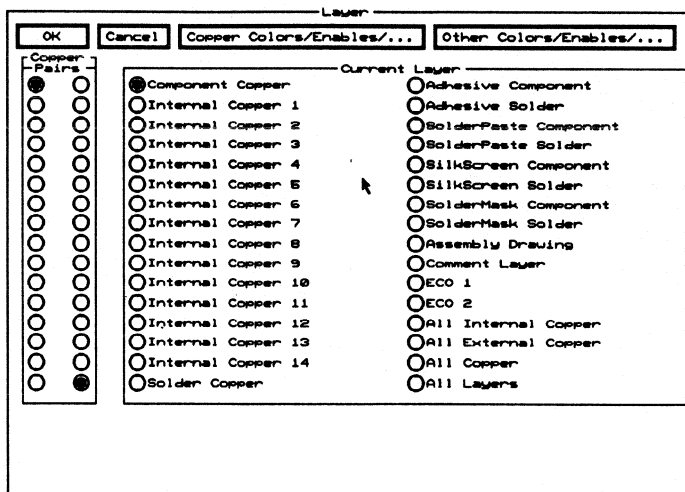 Layer
OK Cancel Copper Colors/Enables/... Other Colors/Enables/...
Copper
Pairs
Current Layer
Component Copper
Internal Copper 1
Internal Copper 2
Internal Copper 3
Internal Copper 4
Internal Copper 5
Internal Copper 6
Internal Copper 7
Internal Copper 8
Internal Copper 9
Internal Copper 10
Internal Copper 11
Internal Copper 12
Internal Copper 13
Internal Copper 14
Solder Copper
Adhesive Component
Adhesive Solder
SolderPaste Component
SolderPaste Solder
SilkScreen Component
SilkScreen Solder
SolderMask Component
SolderMask Solder
Assembly Drawing
Comment Layer
ECO 1
ECO 2
All Internal Copper
All External Copper
All Copper
All Layers